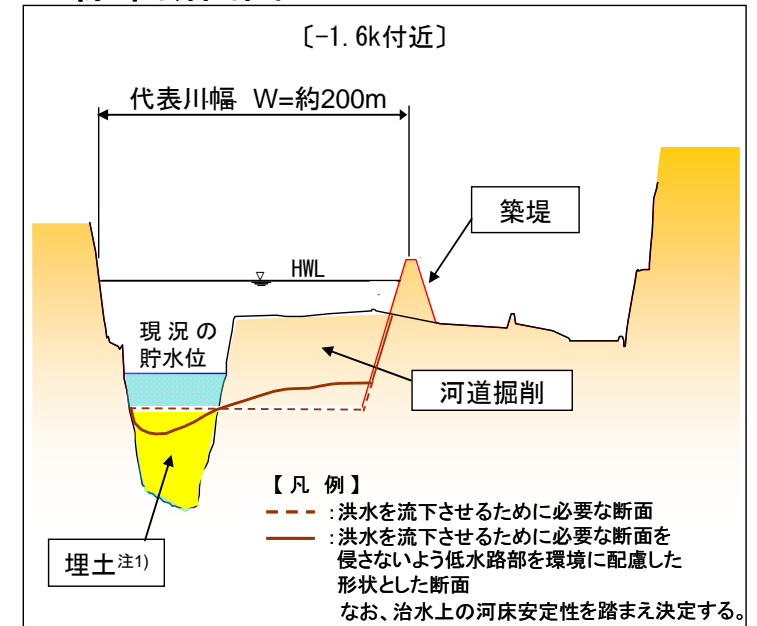 〔-1.6k付近〕
代表川幅 W=約200m
築堤
HWL
現況の
貯水位
河道掘削
埋土注1)
【凡 例】
:洪水を流下させるために必要な断面
:洪水を流下させるために必要な断面を
侵さないよう低水路部を環境に配慮した
形状とした断面
なお、治水上の河床安定性を踏まえ決定する。